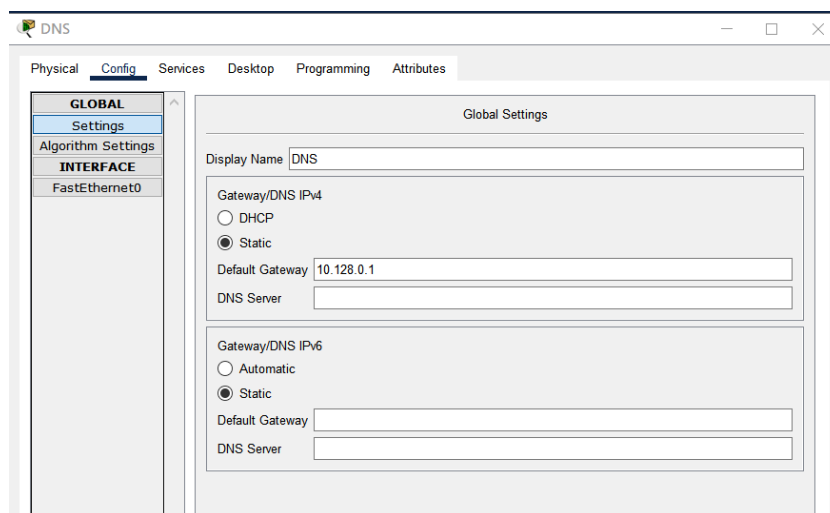 DNS
Physical Config Services Desktop Programming Attributes
GLOBAL
Settings
Algorithm Settings
INTERFACE
FastEthernet0
Global Settings
Display Name DNS
Gateway/DNS IPv4
DHCP
Static
Default Gateway 10.128.0.1
DNS Server
Gateway/DNS IPv6
Automatic
Static
Default Gateway
DNS Server